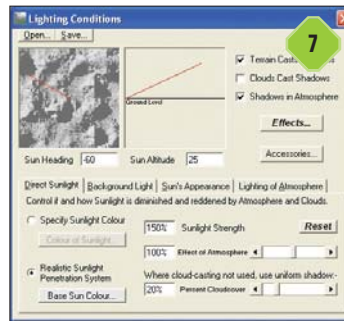 Lighting Conditions
7
Open... Save...
Terrain Casts
Clouds Cast Shadows
Shadows in Atmosphere
Ground Level
Effects...
Sun Heading -60 Sun Altitude 25
Accessories...
Direct Sunlight Background Light Sun's Appearance Lighting of Atmosphere
Control if and how Sunlight is diminished and reddened by Atmosphere and Clouds.
Specify Sunlight Colour
150% Sunlight Strength Reset
Colour of Sunlight...
100% Effect of Atmosphere
Realistic Sunlight
Penetration System
Where cloud-casting not used, use uniform shadow:-
Base Sun Colour...
20% Percent Cloudcover